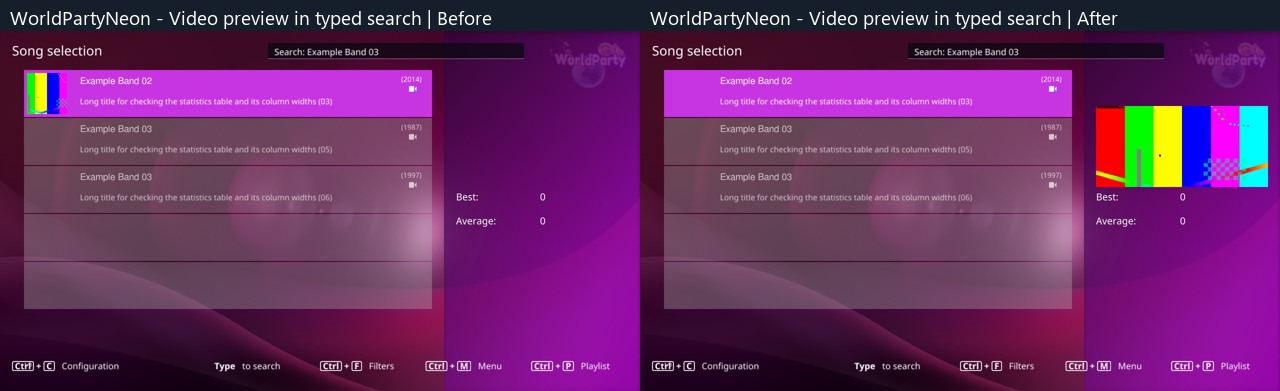 WorldPartyNeon - Video preview in typed search | Before
Song selection
Search: Example Band 03
WorldParty
Example Band 02
(2014)
Long title for checking the statistics table and its column widths (03)
Example Band 03
(1987)
Long title for checking the statistics table and its column widths (05)
Example Band 03
(1997)
Long title for checking the statistics table and its column widths (06)
Best: 0
Average: 0
Ctrl + C Configuration Type to search Ctrl + F Filters Ctrl + M Menu Ctrl + P Playlist
WorldPartyNeon - Video preview in typed search | After
Song selection
Search: Example Band 03
WorldParty
Example Band 02
(2014)
Long title for checking the statistics table and its column widths (03)
Example Band 03
(1987)
Long title for checking the statistics table and its column widths (05)
Example Band 03
(1997)
Long title for checking the statistics table and its column widths (06)
Best: 0
Average: 0
Ctrl + C Configuration Type to search Ctrl + F Filters Ctrl + M Menu Ctrl + P Playlist